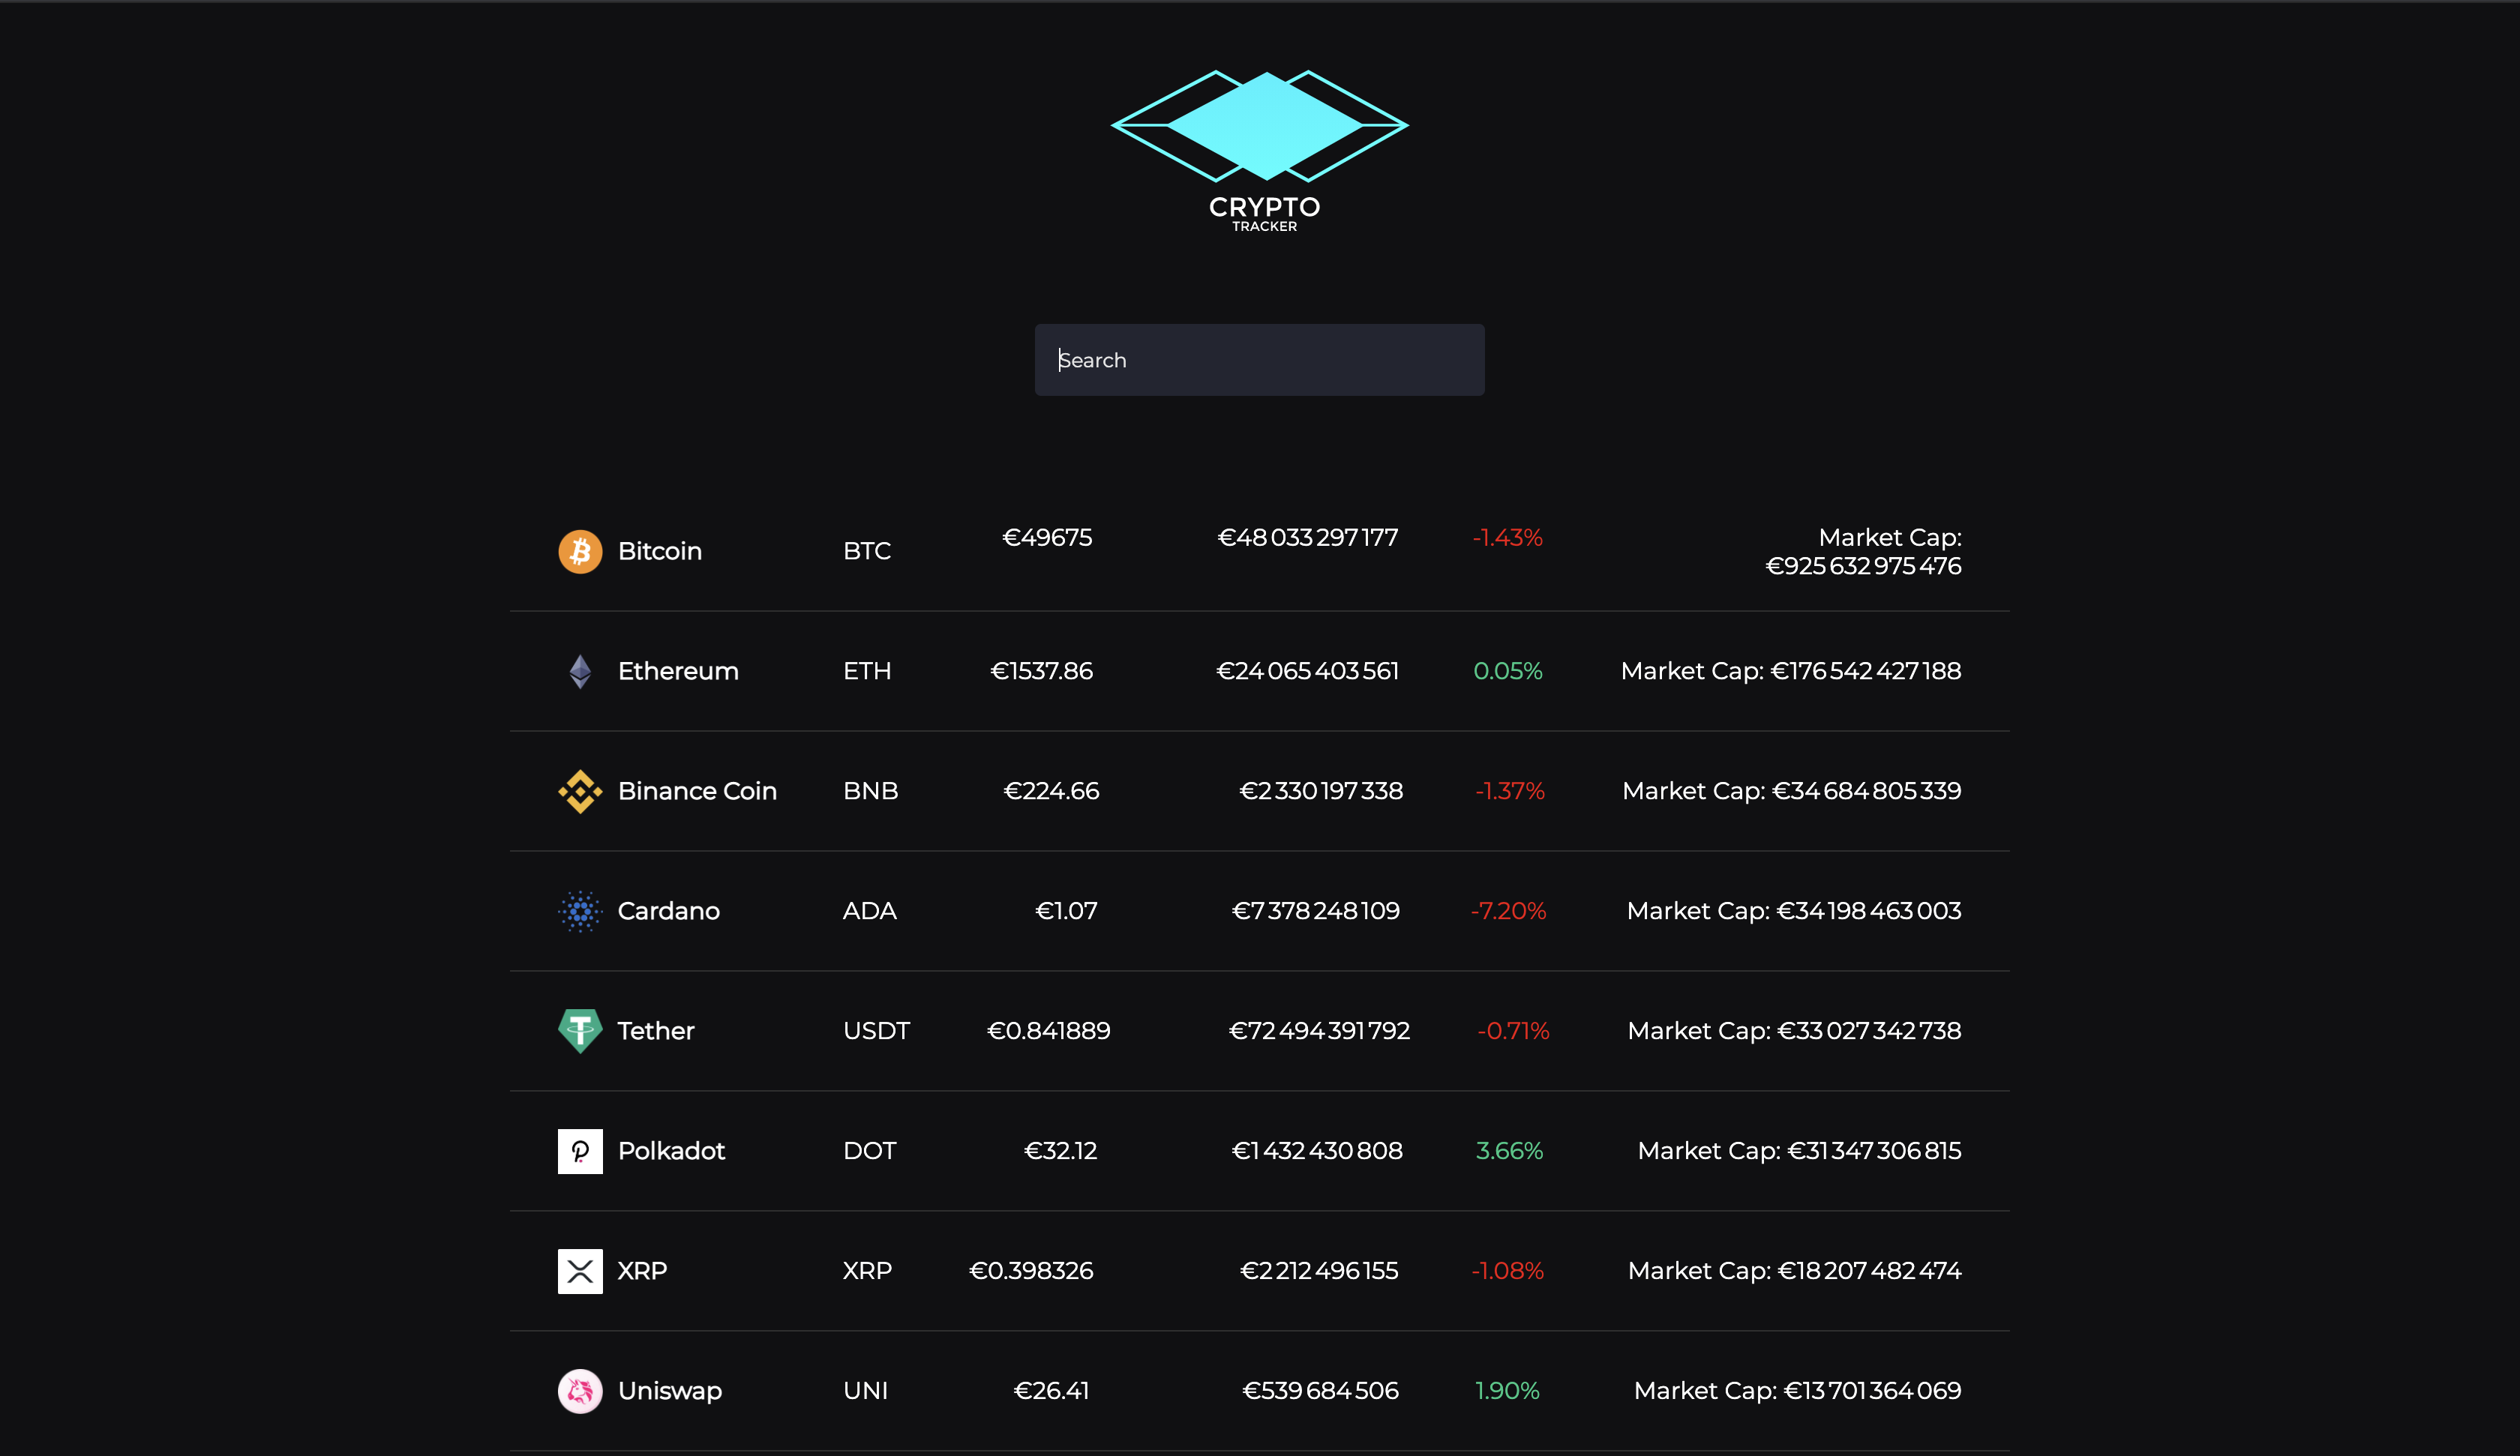 CRYPTO
TRACKER
Search
Bitcoin BTC €49675 €48 033 297 177 -1.43% Market Cap:
€925 632 975 476
Ethereum ETH €1537.86 €24 065 403 561 0.05% Market Cap: €176 542 427 188
Binance Coin BNB €224.66 €2 330 197 338 -1.37% Market Cap: €34 684 805 339
Cardano ADA €1.07 €7 378 248 109 -7.20% Market Cap: €34 198 463 003
Tether USDT €0.841889 €72 494 391 792 -0.71% Market Cap: €33 027 342 738
Polkadot DOT €32.12 €1 432 430 808 3.66% Market Cap: €31 347 306 815
XRP XRP €0.398326 €2 212 496 155 -1.08% Market Cap: €18 207 482 474
Uniswap UNI €26.41 €539 684 506 1.90% Market Cap: €13 701 364 069